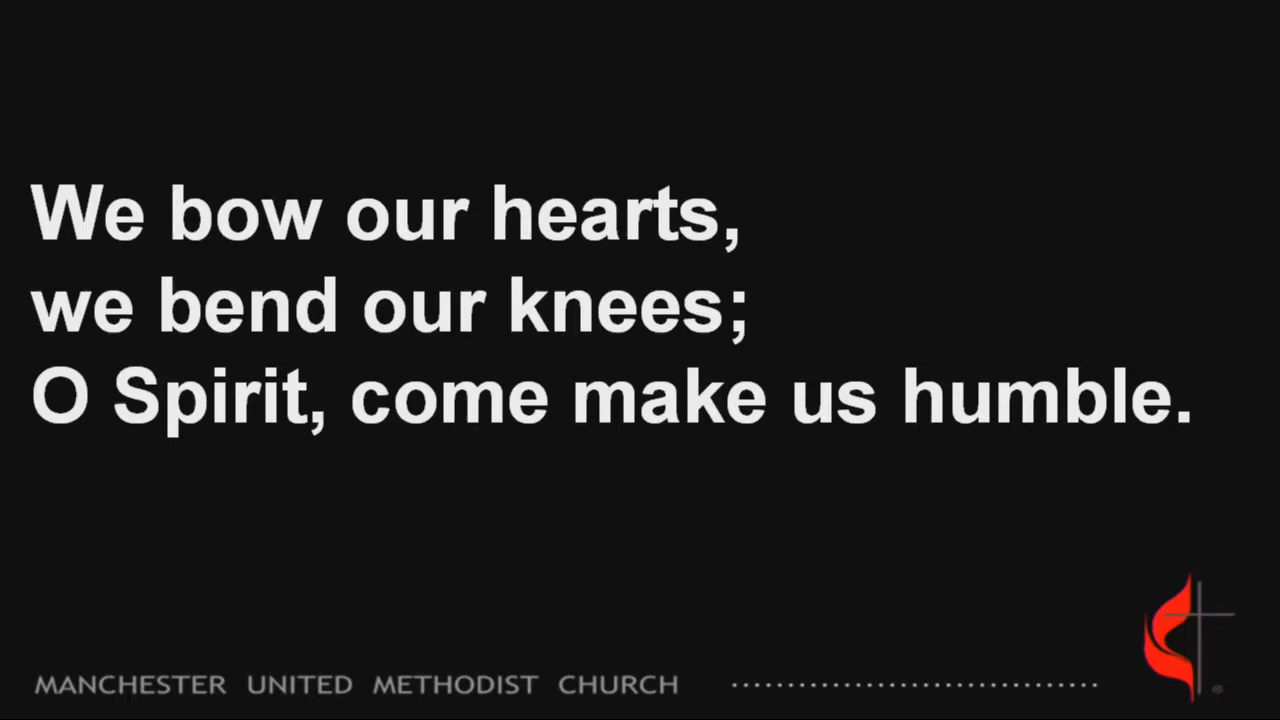 We bow our hearts,
we bend our knees;
O Spirit, come make us humble.
MANCHESTER UNITED METHODIST CHURCH